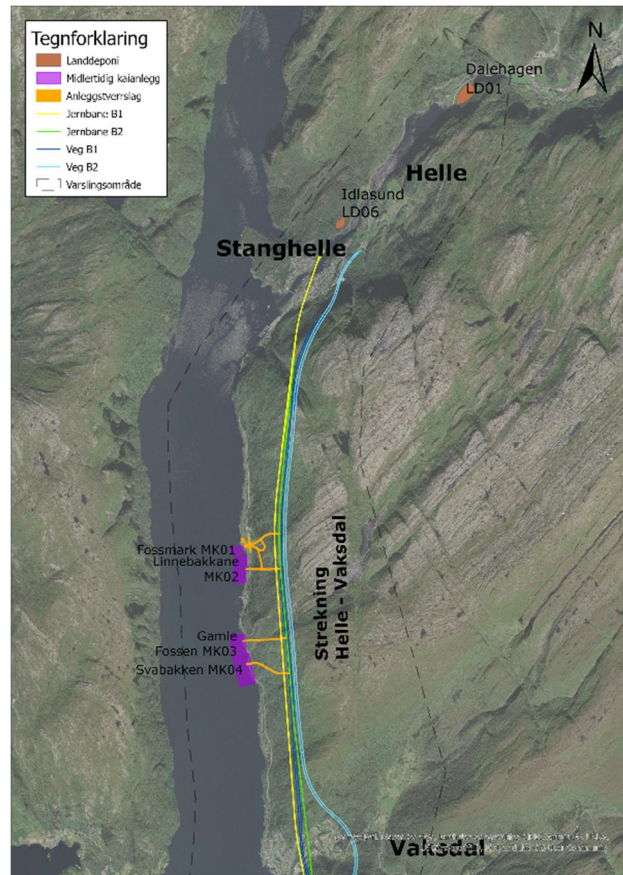 Tegnforklaring
Landdeponi
Midlertidig kaianlegg
Anleggstverrslag
Jernbane B1
Jernbane B2
Veg B1
Veg B2
Varslingsområde
N
Dalehagen
LD01
Helle
Idlasund
LD06
Stanghelle
Fossmark MK01
Linnebakkane
MK02
Strekning
Helle - Vaksdal
Gamle
Fossen MK03
Svabakken MK04
Vaksdal